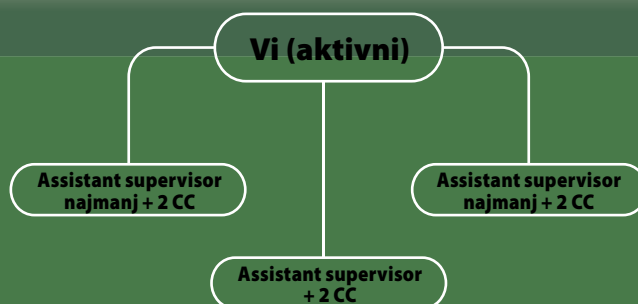 Vi (aktivni)
Assistant supervisor
najmanj + 2 CC
Assistant supervisor
najmanj + 2 CC
Assistant supervisor
+ 2 CC